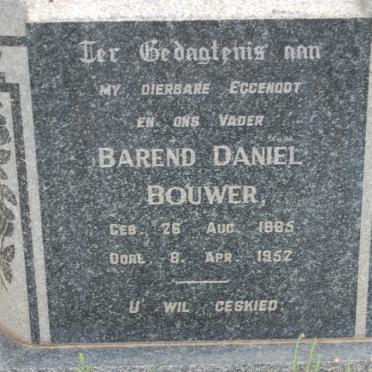 Ter Gedagtenis aan
MY DIERBARE EGGENOOT
EN ONS VADER
BAREND DANIEL
BOUWER,
GEB. 26 AUG. 1885
OORL. 8. APR. 1952
U WIL GESKIED.